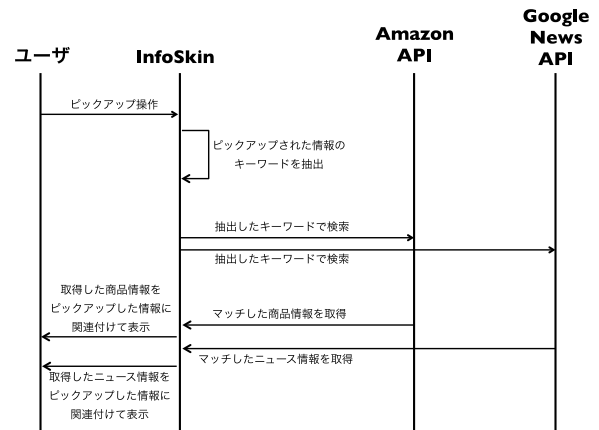 ユーザ
InfoSkin
Amazon
API
Google
News
API
ピックアップ操作
ピックアップされた情報の
キーワードを抽出
抽出したキーワードで検索
抽出したキーワードで検索
取得した商品情報を
ピックアップした情報に
関連付けて表示
マッチした商品情報を取得
マッチしたニュース情報を取得
取得したニュース情報を
ピックアップした情報に
関連付けて表示